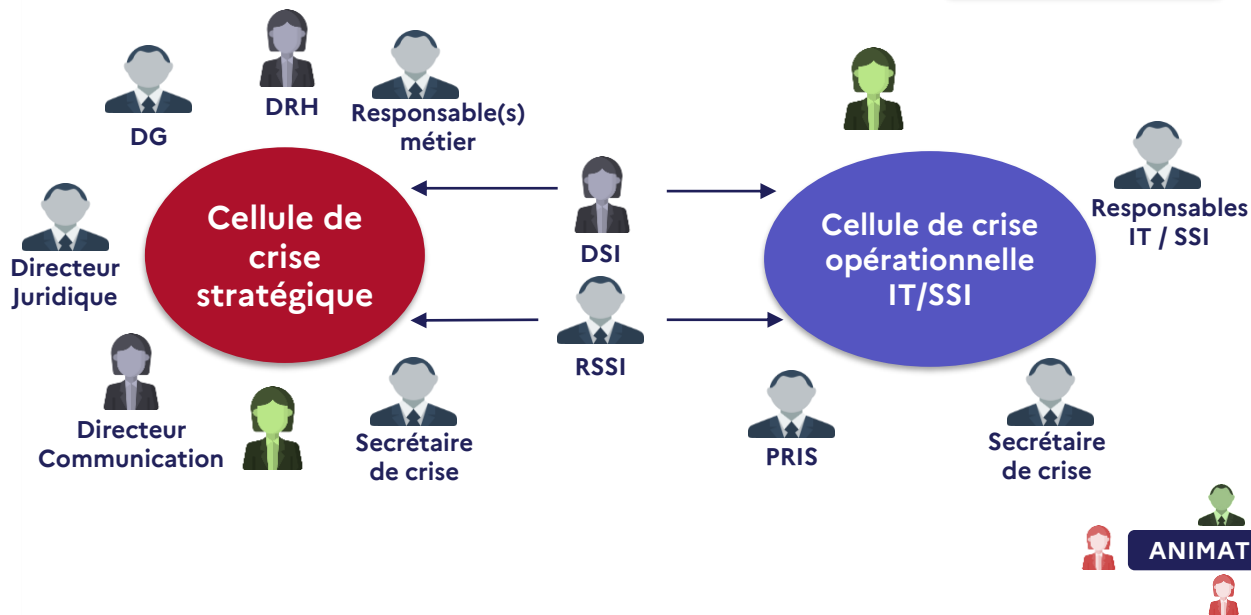 DRH
DG
Responsable(s)
métier
Cellule de
crise
stratégique
Directeur
Juridique
DSI
RSSI
Directeur
Communication
Secrétaire
de crise
Cellule de crise
opérationnelle
IT/SSI
Responsables
IT / SSI
PRIS
Secrétaire
de crise
ANIMAT